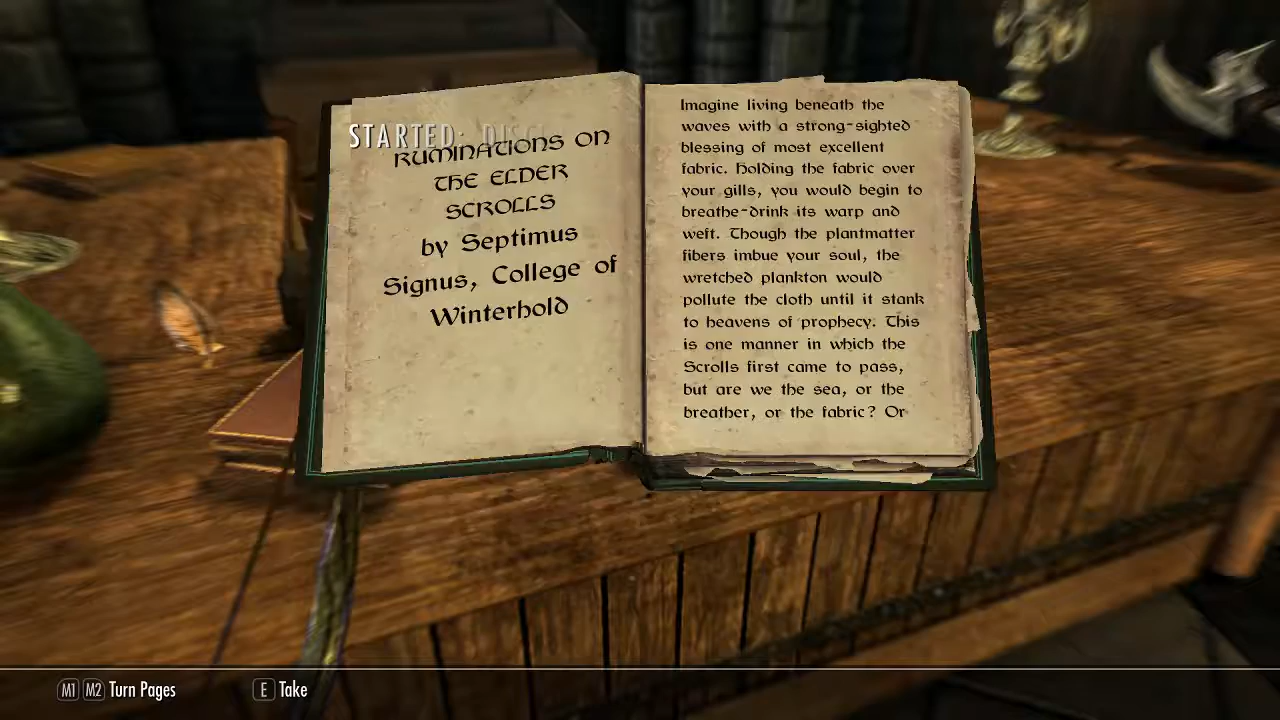 STARTED: DISC
RUMINATIONS ON
THE ELDER
SCROLLS
by Septimus
Signus, College of
Winterhold
Imagine living beneath the
waves with a strong-sighted
blessing of most excellent
fabric. Holding the fabric over
your gills, you would begin to
breathe-drink its warp and
weft. Though the plantmatter
fibers imbue your soul, the
wretched plankton would
pollute the cloth until it stank
to heavens of prophecy. This
is one manner in which the
Scrolls first came to pass,
but are we the sea, or the
breather, or the fabric? Or
M1 M2 Turn Pages
E Take